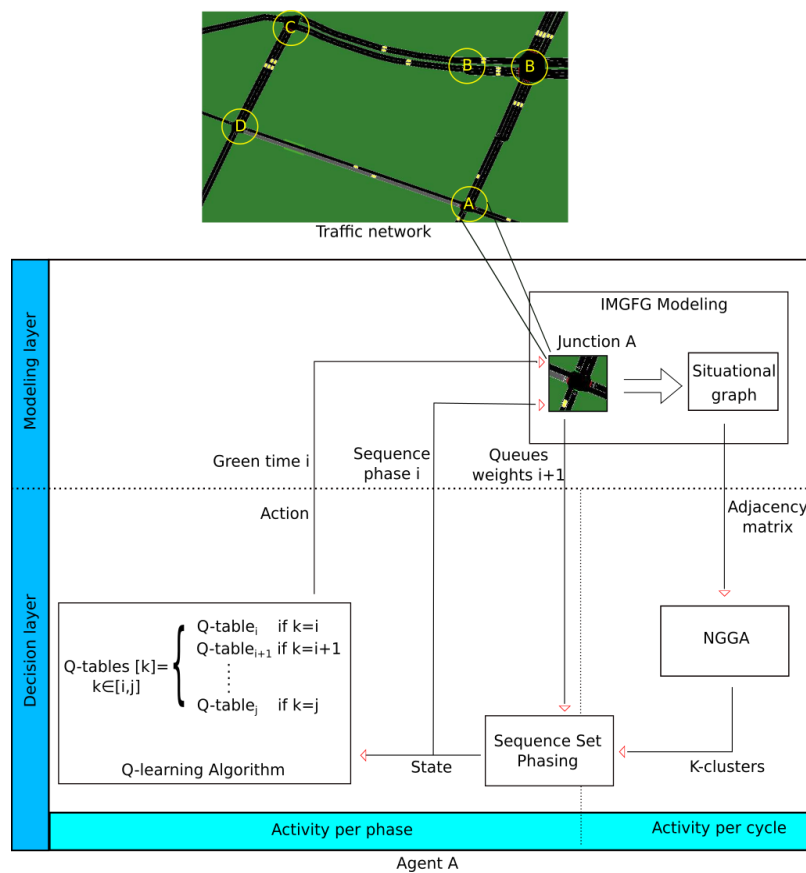 C
B
B
D
A
Traffic network
Modeling layer
IMGFG Modeling
Junction A
Situational
graph
Green time i
Sequence
phase i
Queues
weights i+1
Decision layer
Action
Adjacency
matrix
Q-tables [k]=
k∈[i,j]
Q-tableᵢ if k=i
Q-tableᵢ₊₁ if k=i+1
⋮
Q-tableⱼ if k=j
Q-learning Algorithm
State
Sequence Set
Phasing
NGGA
K-clusters
Activity per phase
Activity per cycle
Agent A